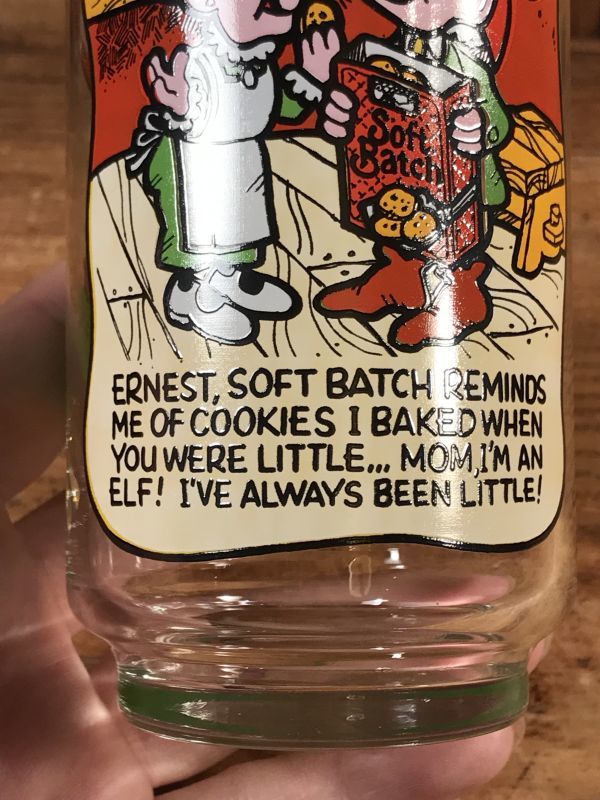 Soft
Batch
ERNEST, SOFT BATCH REMINDS
ME OF COOKIES I BAKED WHEN
YOU WERE LITTLE... MOM, I'M AN
ELF! I'VE ALWAYS BEEN LITTLE!